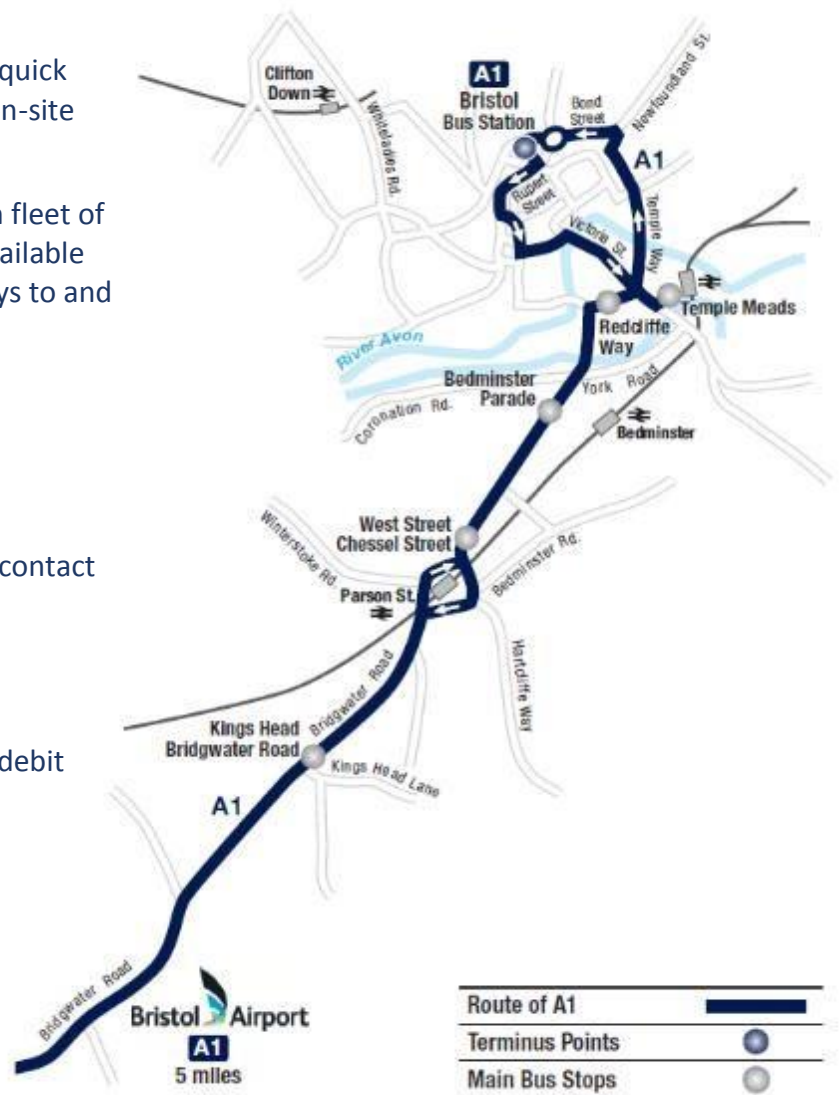 quick
n-site
fleet of
ailable
ys to and
contact
debit
Clifton
Down
Whiteladies Rd.
A1
Bristol
Bus Station
Bond
Street
Newfoundland St.
A1
Rupert
Street
Victoria St.
Temple Way
Temple Meads
Redcliffe
Way
River Avon
Bedminster
Parade
York Road
Coronation Rd.
Bedminster
West Street
Chessel Street
Winterstoke Rd.
Bedminster Rd.
Parson St.
Hartcliffe Way
Bridgwater Road
Kings Head
Bridgwater Road
Kings Head Lane
A1
Bridgwater Road
Bristol Airport
A1
5 miles
Route of A1
Terminus Points
Main Bus Stops